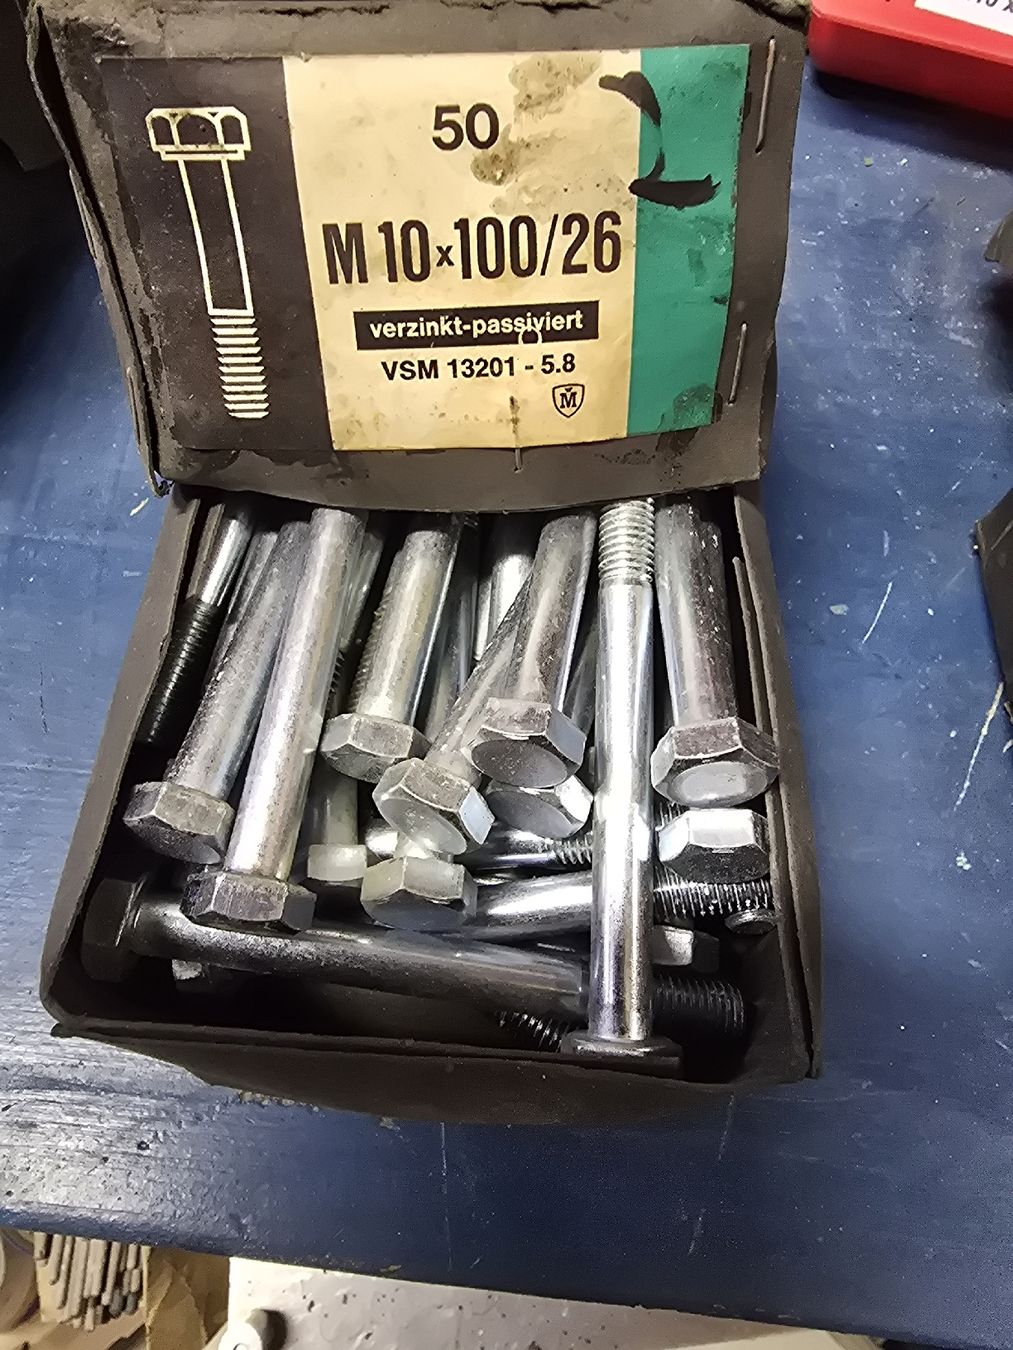 50
M 10x100/26
verzinkt-passiviert
VSM 13201 - 5.8
M